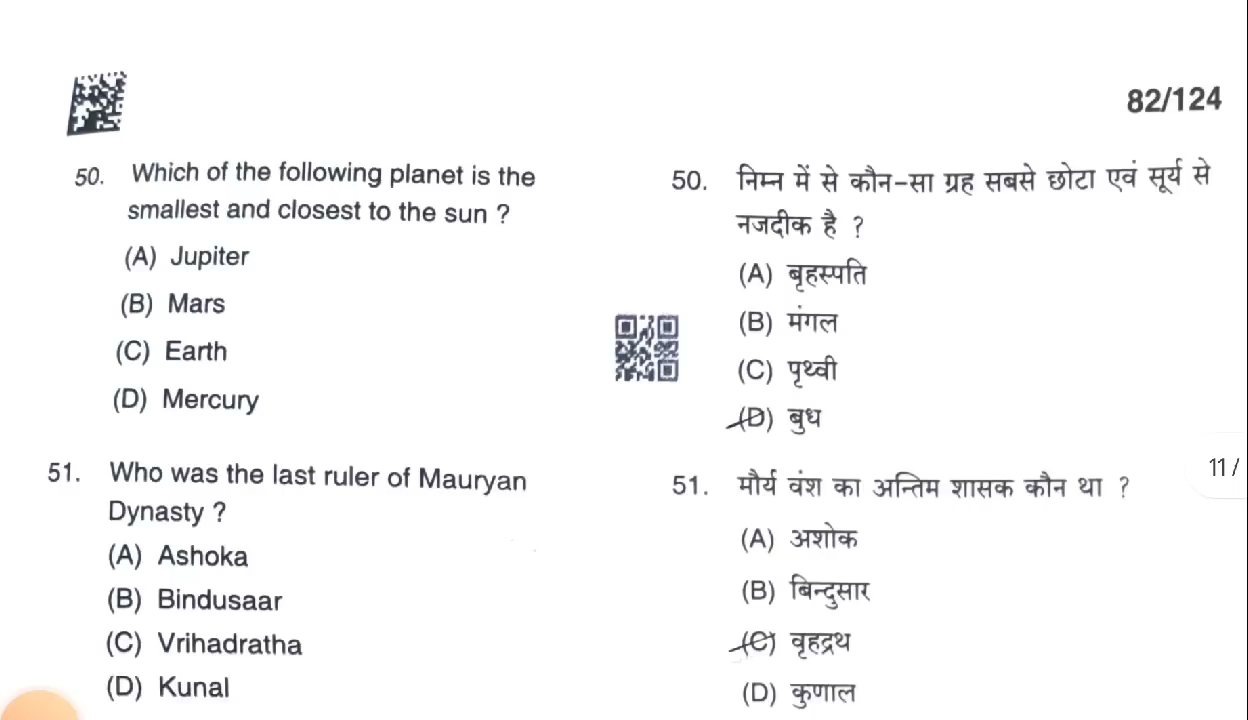 82/124
50. Which of the following planet is the
smallest and closest to the sun ?
(A) Jupiter
(B) Mars
(C) Earth
(D) Mercury
51. Who was the last ruler of Mauryan
Dynasty ?
(A) Ashoka
(B) Bindusaar
(C) Vrihadratha
(D) Kunal
50. निम्न में से कौन-सा ग्रह सबसे छोटा एवं सूर्य से
नजदीक है ?
(A) बृहस्पति
(B) मंगल
(C) पृथ्वी
(D) बुध
51. मौर्य वंश का अन्तिम शासक कौन था ?
(A) अशोक
(B) बिन्दुसार
(C) वृहद्रथ
(D) कुणाल
11 /